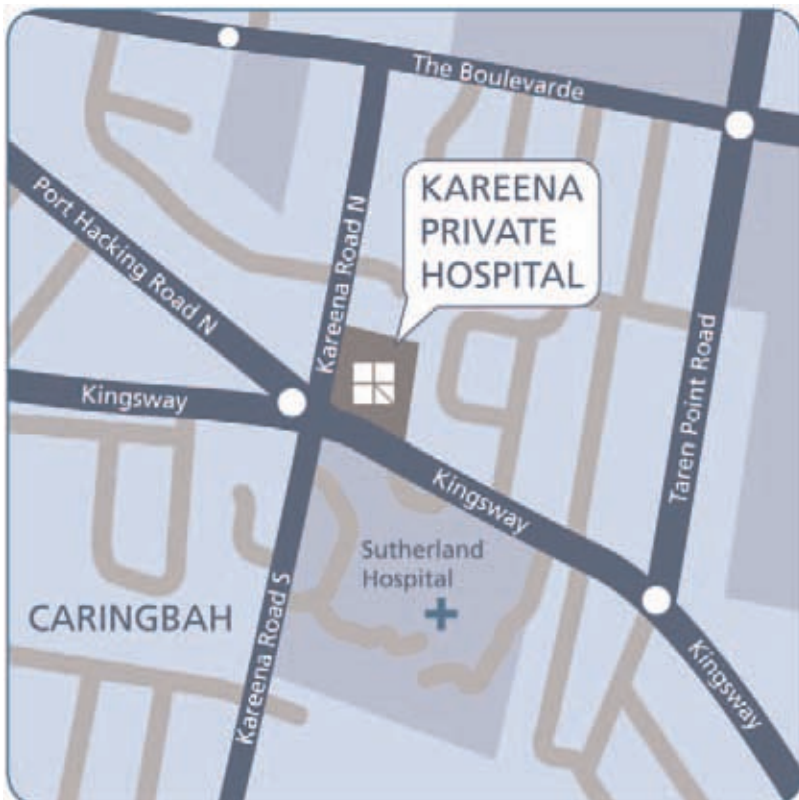 The Boulevarde
KAREENA
PRIVATE
HOSPITAL
Port Hacking Road N
Kareena Road N
Taren Point Road
Kingsway
Kingsway
Sutherland
Hospital
CARINGBAH
Kareena Road S
Kingsway